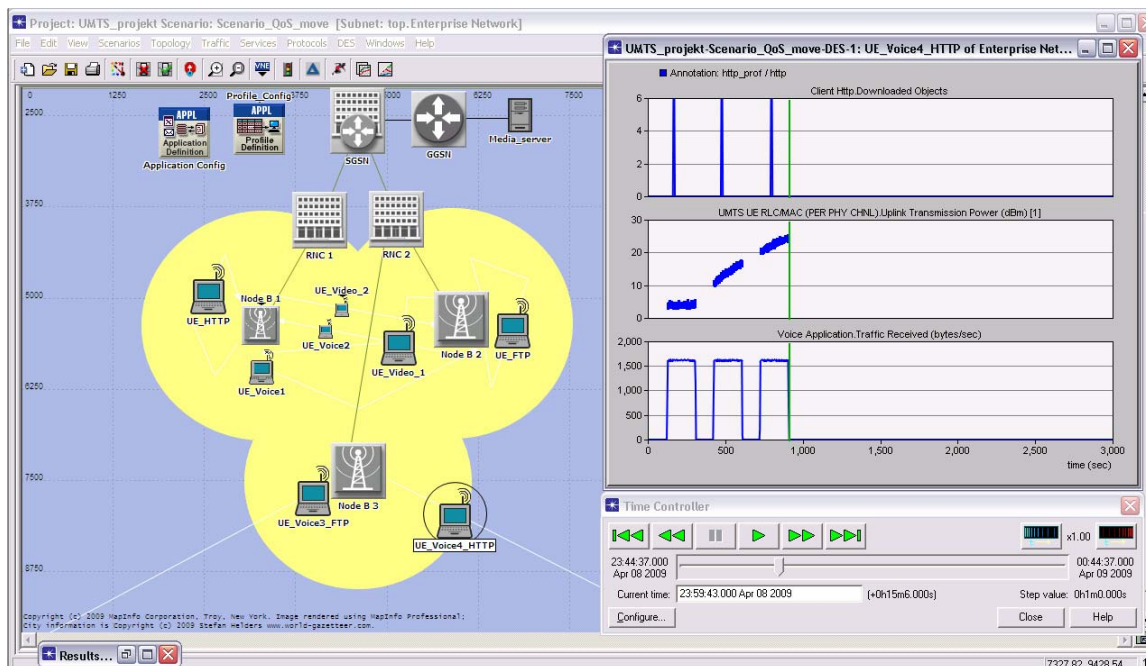 Project: UMTS_projekt Scenario: Scenario_QoS_move [Subnet: top.Enterprise Network]
File Edit View Scenarios Topology Traffic Services Protocols DES Windows Help
0 1250 2500 3750 5000 6250 7500
2500
3750
5000
6250
7500
8750
Profile_Config
APPL
Application
Definition
Application Config
APPL
Profile
Definition
SGSN
GGSN
Media_server
RNC 1
RNC 2
UE_HTTP
Node B 1
UE_Video_2
UE_Voice2
UE_Voice1
UE_Video_1
Node B 2
UE_FTP
UE_Voice3_FTP
Node B 3
UE_Voice4_HTTP
Copyright (c) 2009 MapInfo Corporation, Troy, New York. Image rendered using MapInfo Professional;
City information is Copyright (c) 2009 Stefan Helders www.world-gazetteer.com.
Results...
7327.82, 9428.54
UMTS_projekt-Scenario_QoS_move-DES-1: UE_Voice4_HTTP of Enterprise Net...
Annotation: http_prof / http
Client Http.Downloaded Objects
6
4
2
0
UMTS UE RLC/MAC (PER PHY CHNL).Uplink Transmission Power (dBm) [1]
30
20
10
0
Voice Application.Traffic Received (bytes/sec)
2,000
1,500
1,000
500
0
0 500 1,000 1,500 2,000 2,500 3,000
time (sec)
Time Controller
x1.00
23:44:37.000
Apr 08 2009
00:44:37.000
Apr 09 2009
Current time: 23:59:43.000 Apr 08 2009 (+0h15m6.000s) Step value: 0h1m0.000s
Configure... Close Help